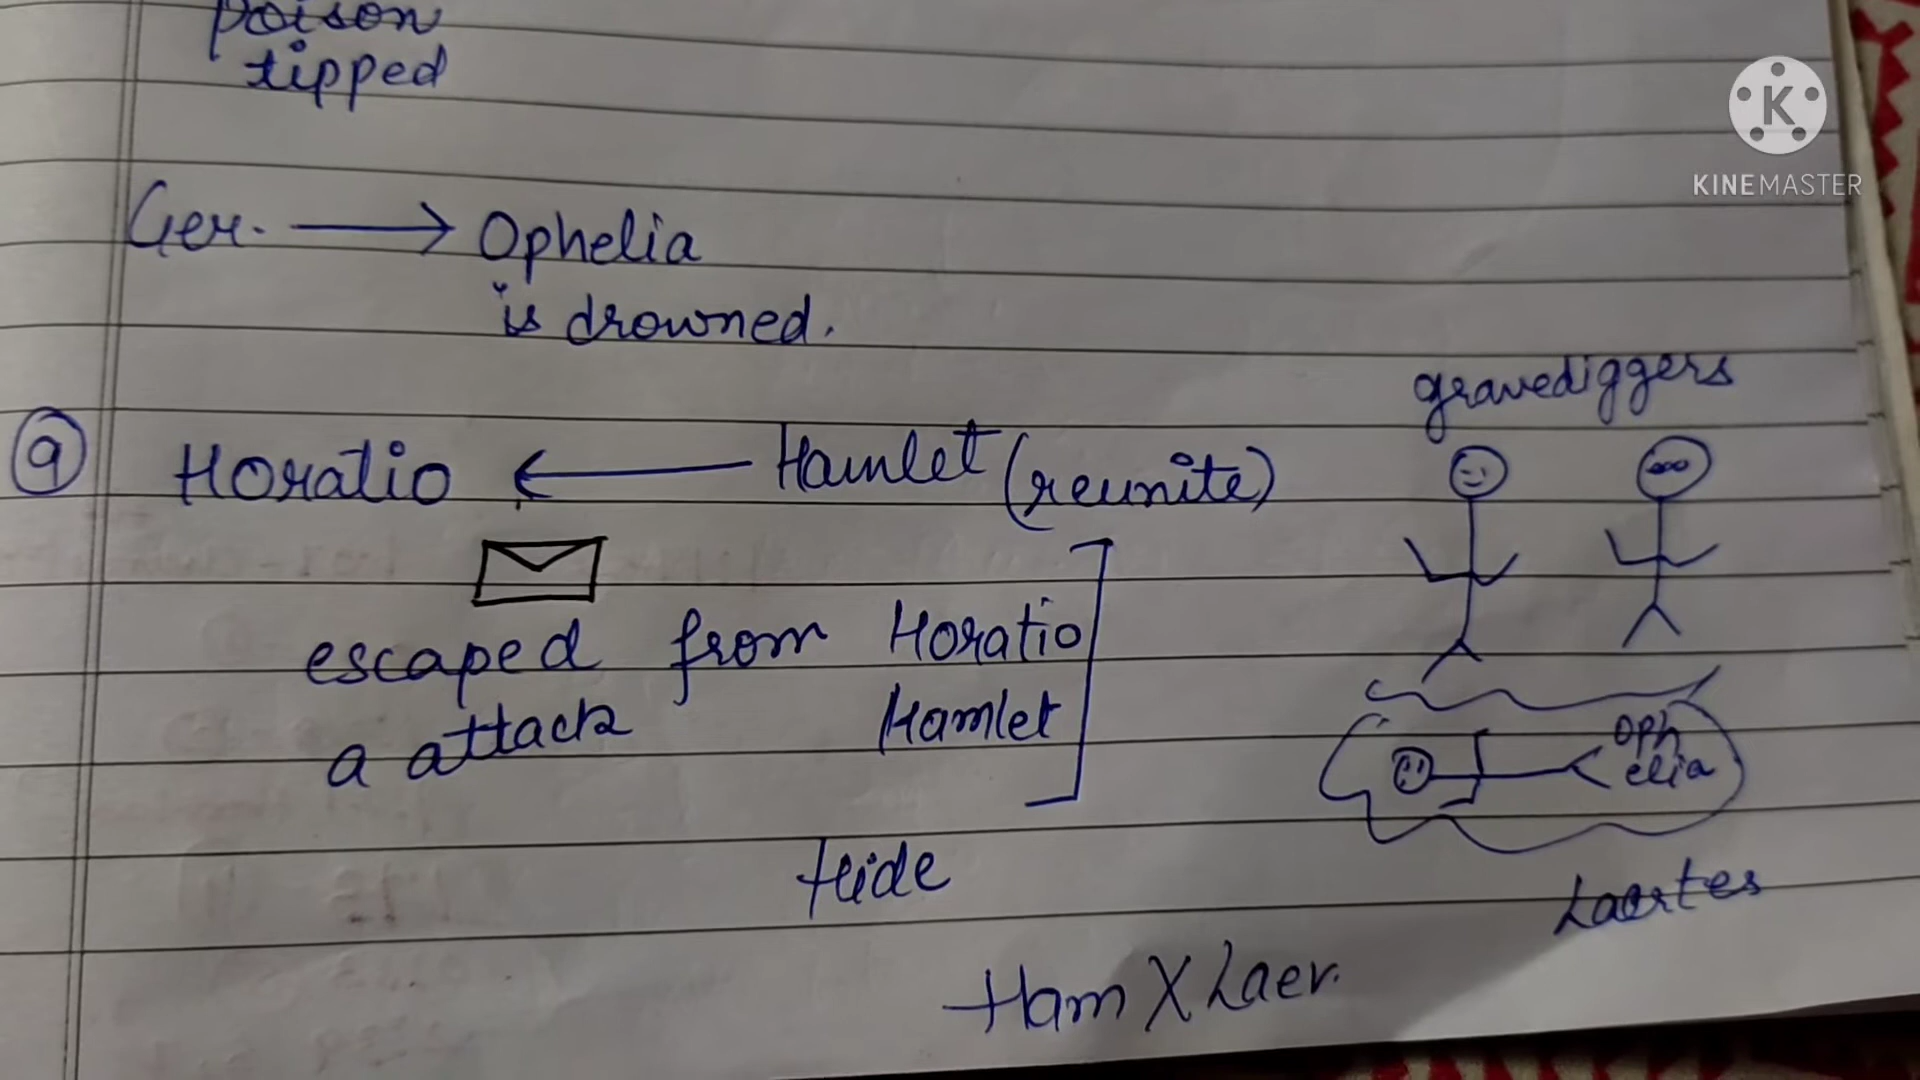 poison
tipped
Ger. → Ophelia
is drowned.
gravediggers
9 Horatio ← Hamlet (reunite)
escaped from Horatio
a attack Hamlet
Oph
elia
Hide
Laertes
Ham X Laer.
K
KINEMASTER